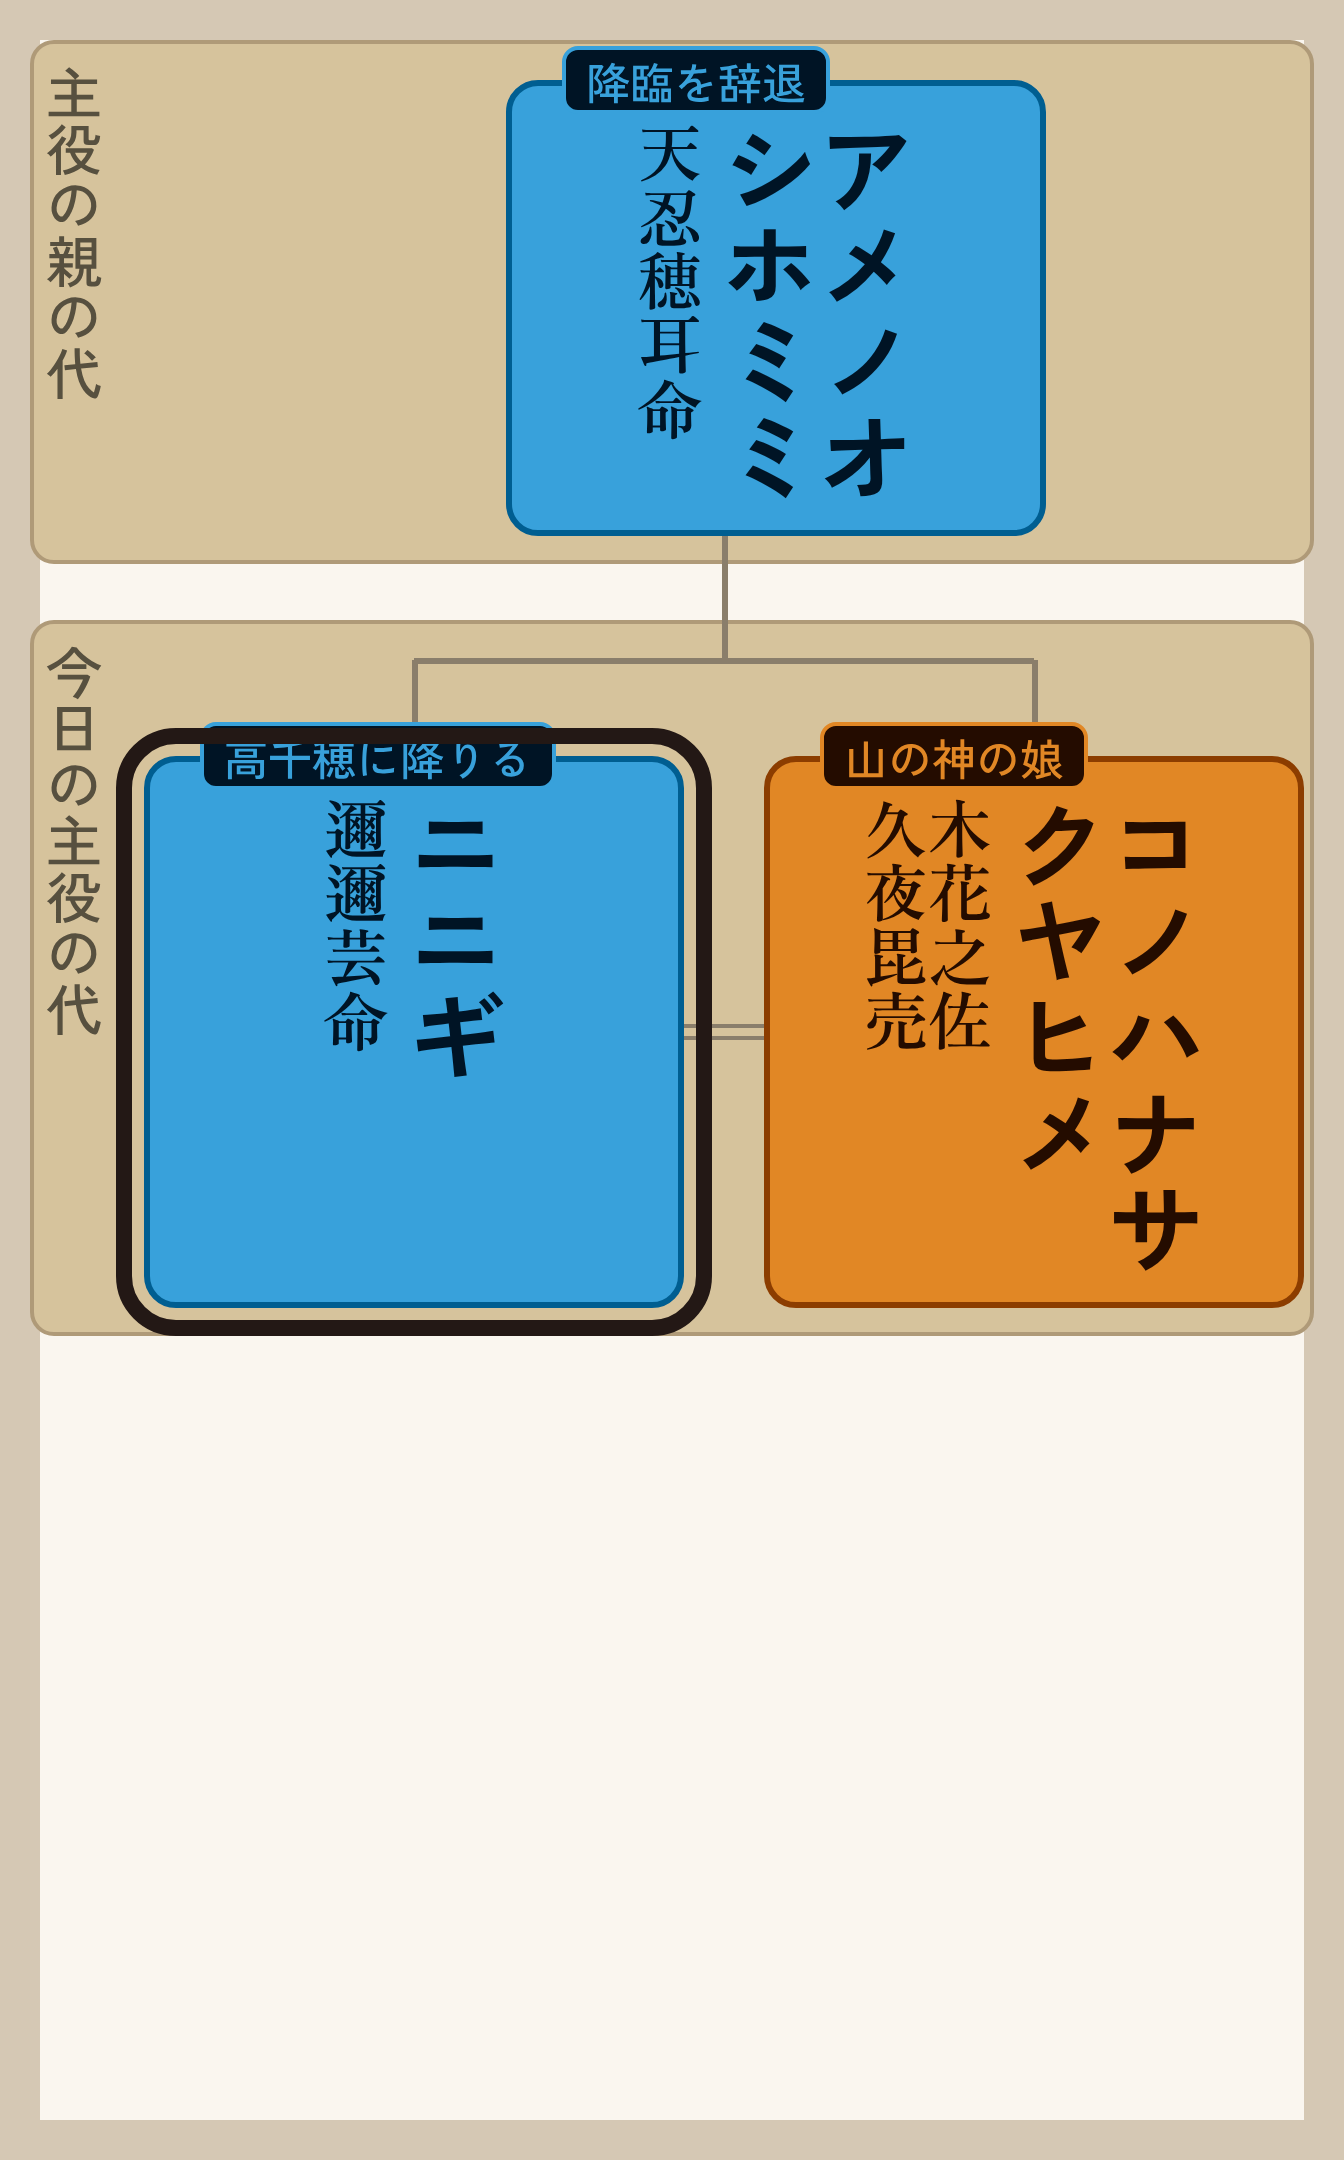 主役の親の代
降臨を辞退
アメノオ
シホミミ
天忍穂耳命
今日の主役の代
高千穂に降りる
ニニギ
邇邇芸命
山の神の娘
コノハナサ
クヤヒメ
木花之佐
久夜毘売